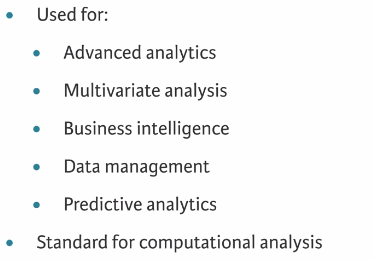 Used for:
Advanced analytics
Multivariate analysis
Business intelligence
Data management
Predictive analytics
Standard for computational analysis